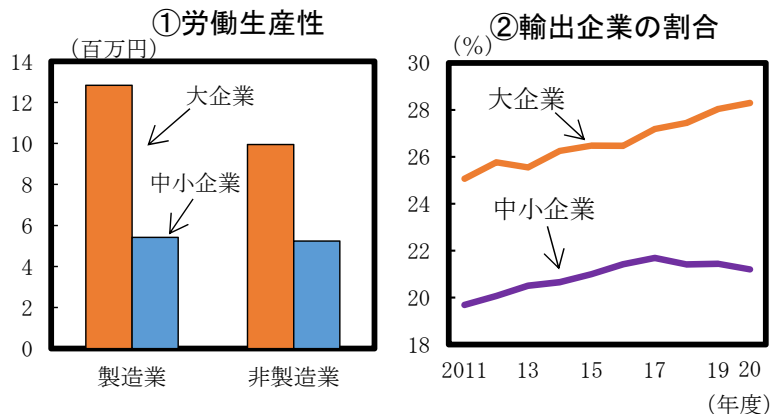 ①労働生産性
(百万円)
14
12
10
8
6
4
2
0
大企業
中小企業
製造業
非製造業
②輸出企業の割合
(%)
30
28
26
24
22
20
18
大企業
中小企業
2011 13 15 17 19 20
(年度)